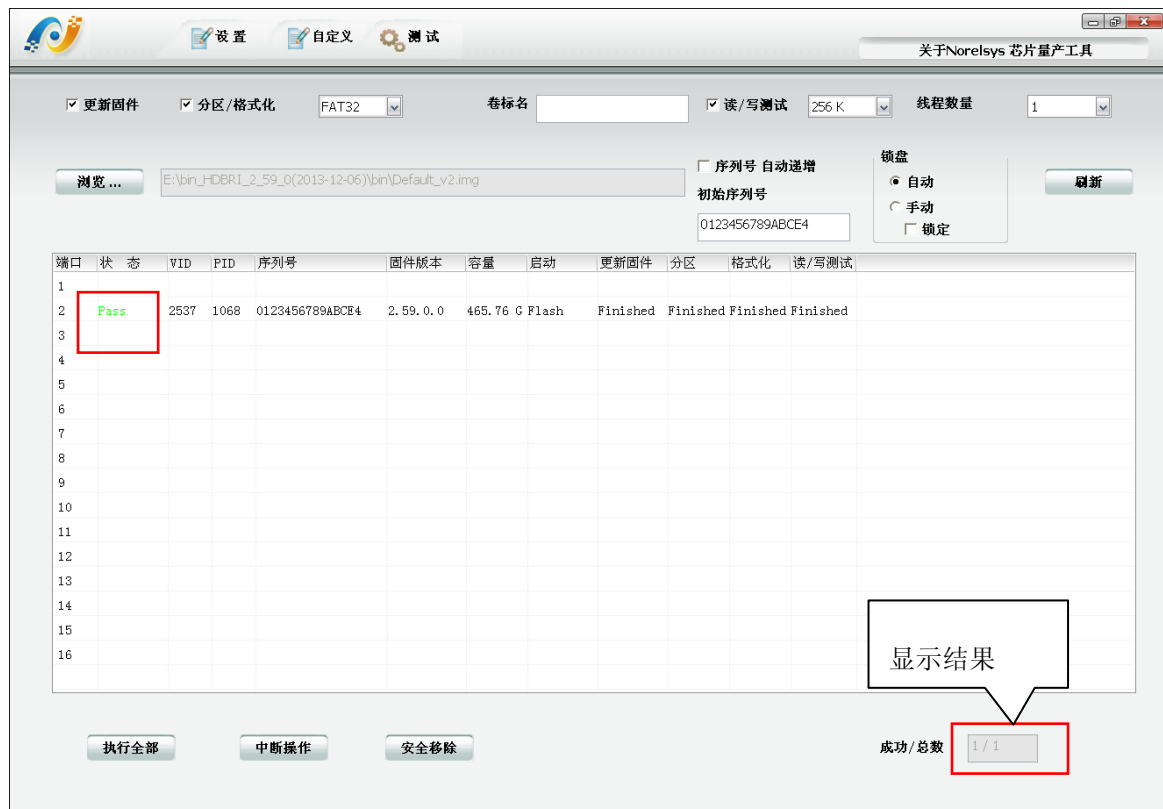 设 置 自定义 测 试
关于Norelsys 芯片量产工具
更新固件 分区/格式化 FAT32 卷标名 读/写测试 256 K 线程数量 1
序列号 自动递增 锁盘
浏览 ... E:\bin_HDBRI_2_59_0(2013-12-06)\bin\Default_v2.img 自动 刷新
初始序列号 手动
0123456789ABCE4 锁定
端口 状 态 VID PID 序列号 固件版本 容量 启动 更新固件 分区 格式化 读/写测试
1
2 Pass 2537 1068 0123456789ABCE4 2.59.0.0 465.76 G Flash Finished Finished Finished Finished
3
4
5
6
7
8
9
10
11
12
13
14
15
16
显示结果
执行全部 中断操作 安全移除 成功/总数 1 / 1